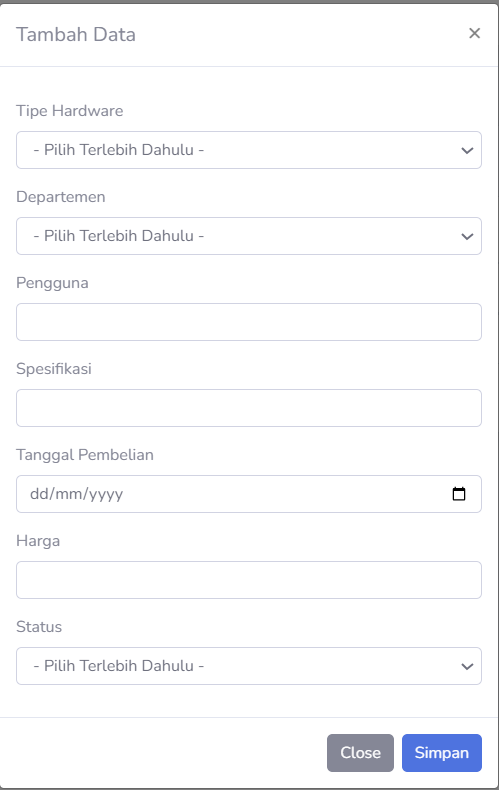 Tambah Data
Tipe Hardware
- Pilih Terlebih Dahulu -
Departemen
- Pilih Terlebih Dahulu -
Pengguna
Spesifikasi
Tanggal Pembelian
dd/mm/yyyy
Harga
Status
- Pilih Terlebih Dahulu -
Close Simpan